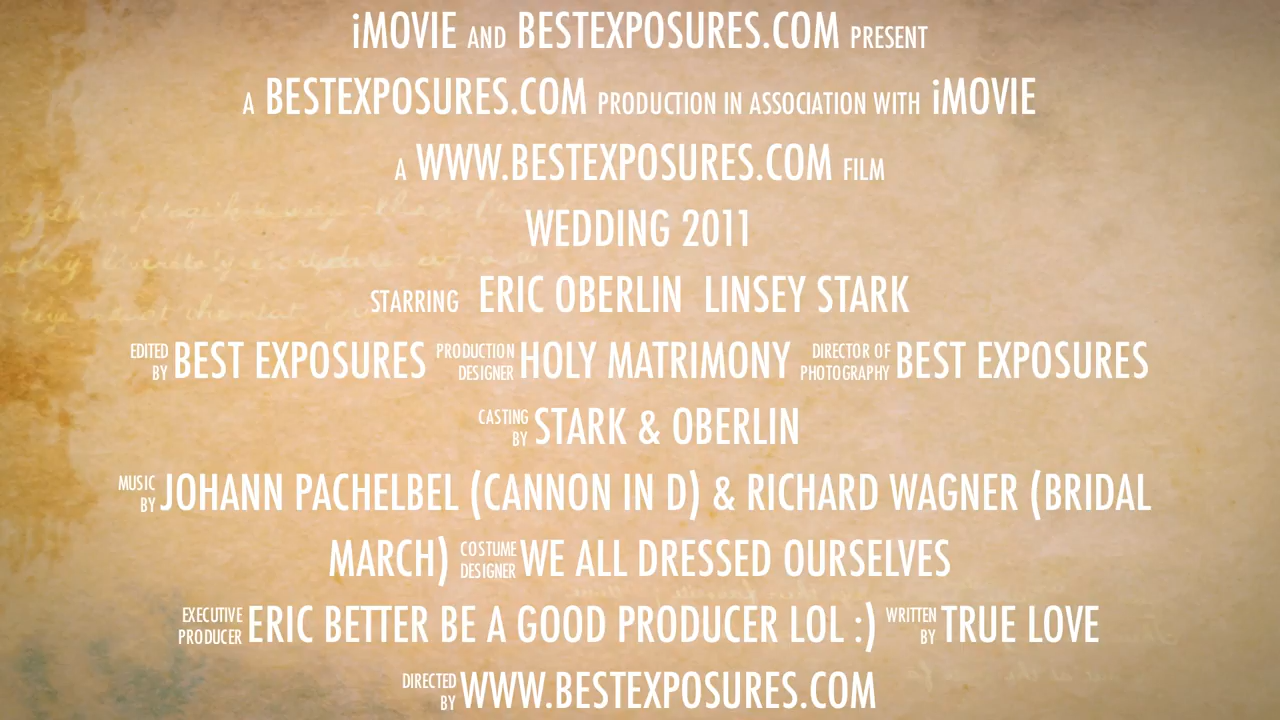 iMOVIE AND BESTEXPOSURES.COM PRESENT
A BESTEXPOSURES.COM PRODUCTION IN ASSOCIATION WITH iMOVIE
A WWW.BESTEXPOSURES.COM FILM
WEDDING 2011
STARRING ERIC OBERLIN LINSEY STARK
EDITED BY BEST EXPOSURES PRODUCTION DESIGNER HOLY MATRIMONY DIRECTOR OF PHOTOGRAPHY BEST EXPOSURES
CASTING BY STARK & OBERLIN
MUSIC BY JOHANN PACHELBEL (CANNON IN D) & RICHARD WAGNER (BRIDAL
MARCH) COSTUME DESIGNER WE ALL DRESSED OURSELVES
EXECUTIVE PRODUCER ERIC BETTER BE A GOOD PRODUCER LOL :) WRITTEN BY TRUE LOVE
DIRECTED BY WWW.BESTEXPOSURES.COM